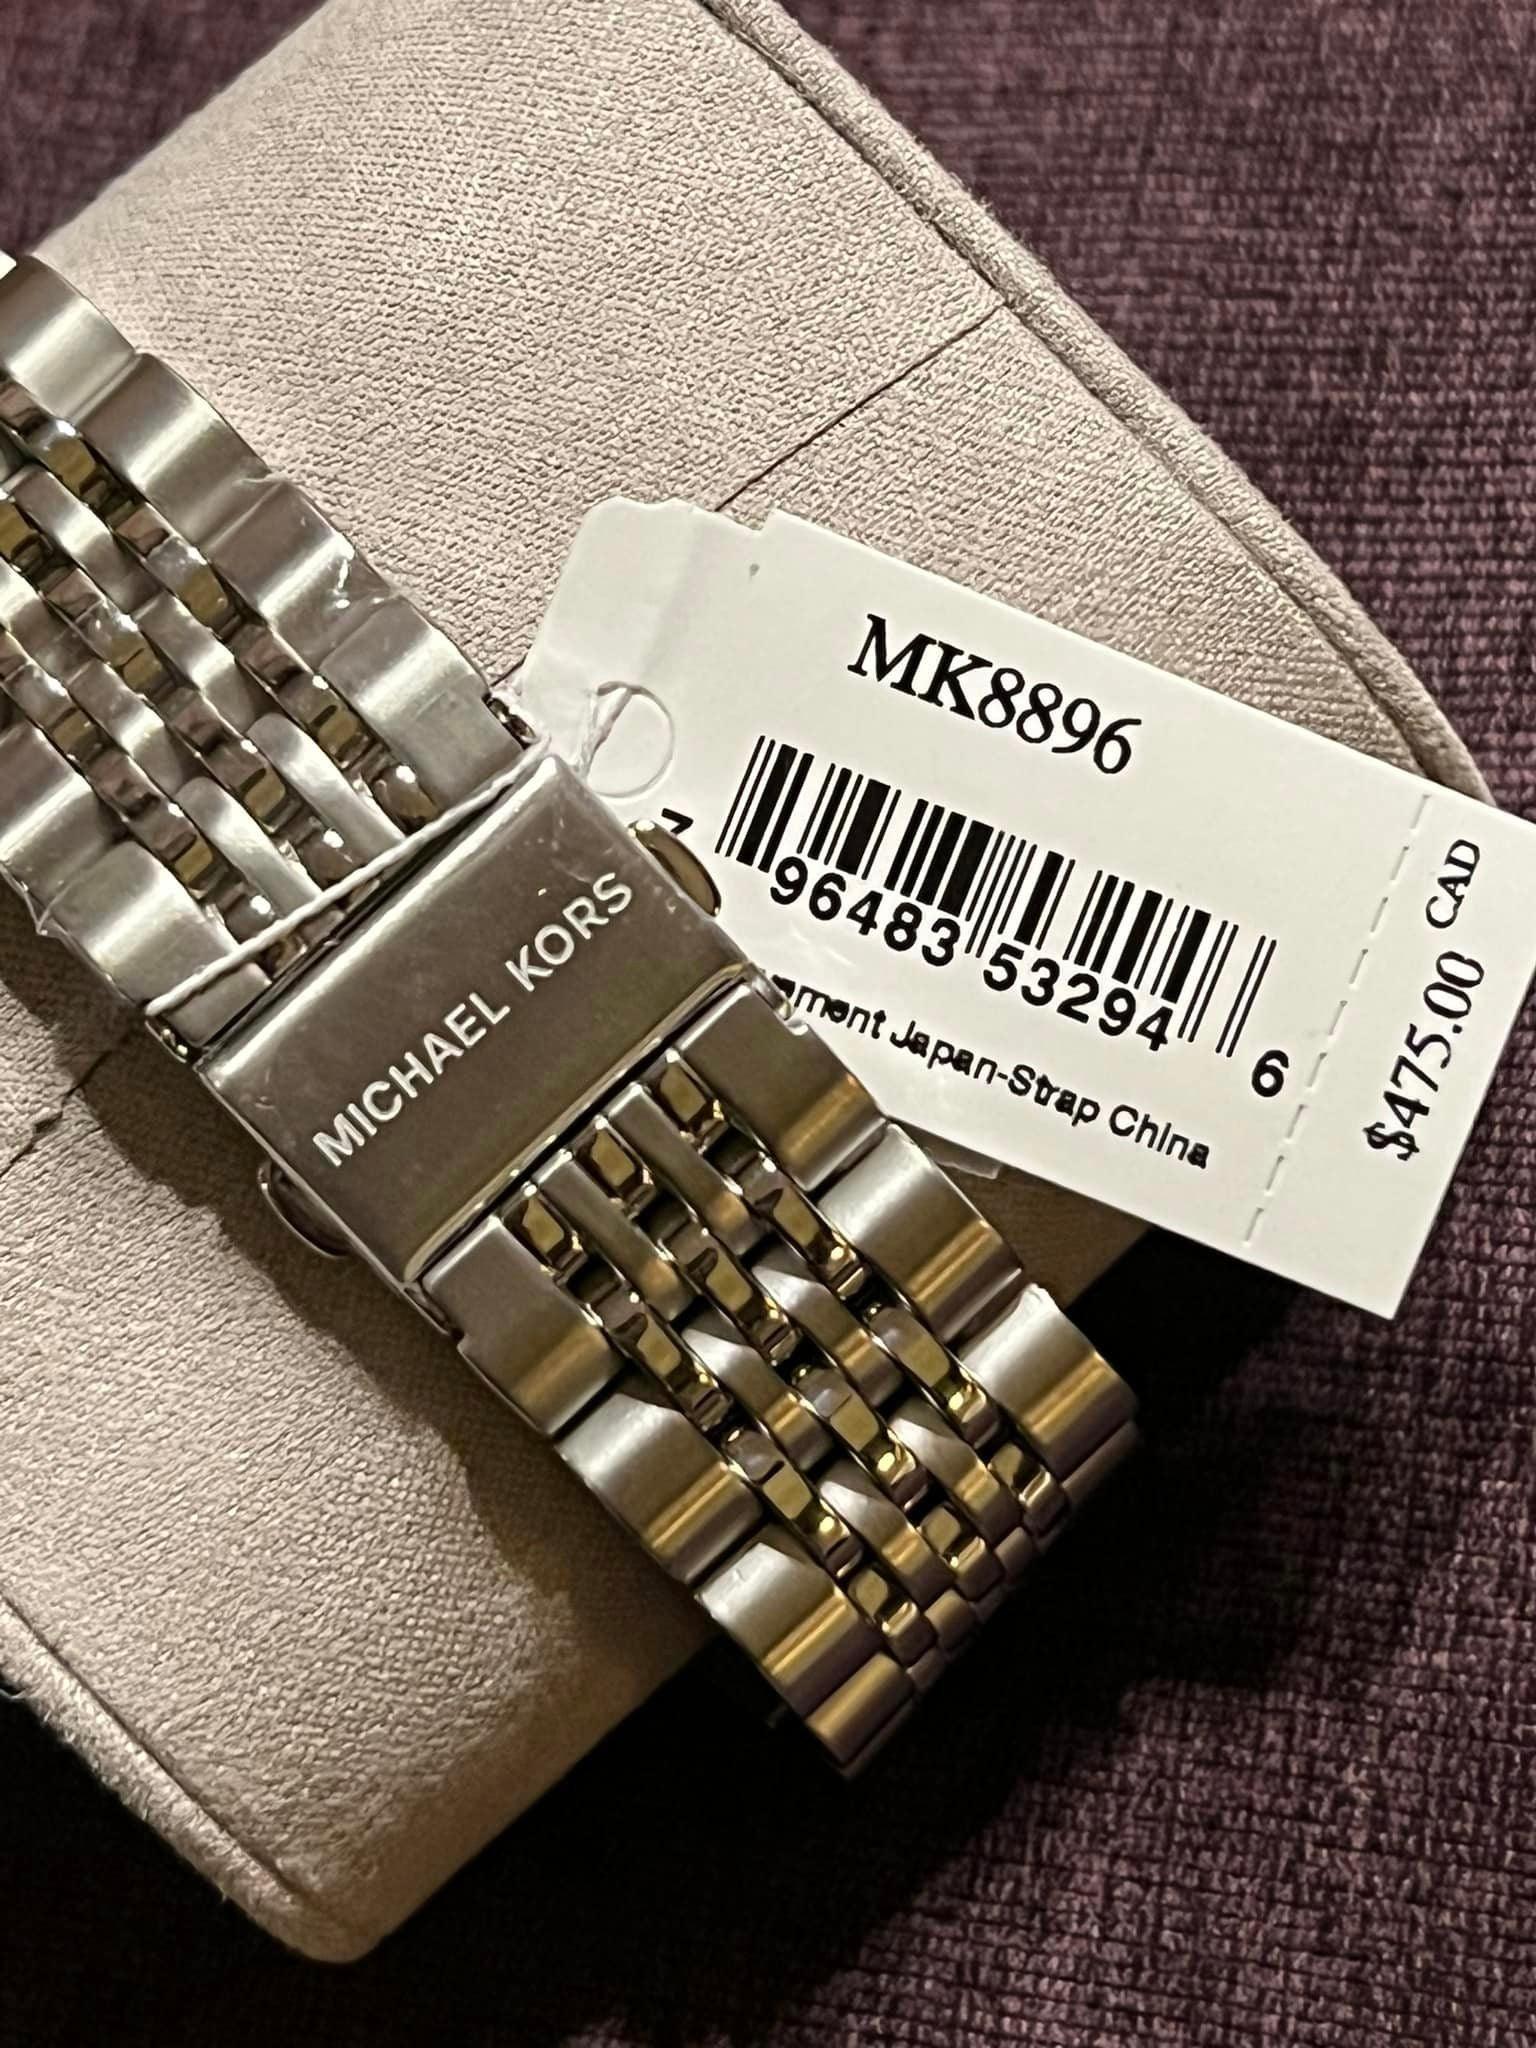 MK8896
7 96483 53294 6
Japan-Strap China
$475.00 CAD
MICHAEL KORS